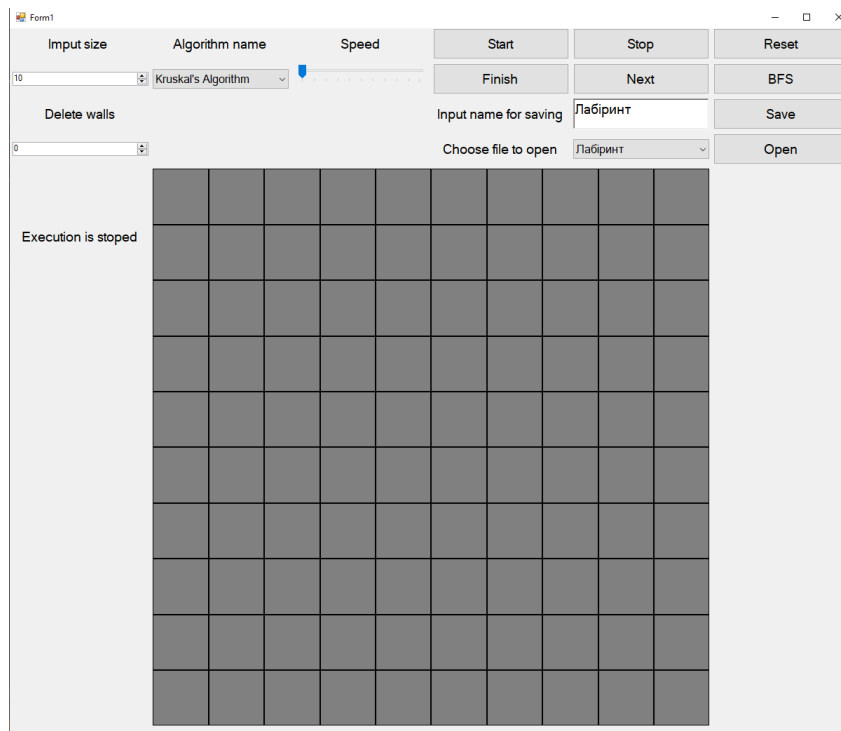 Form1
Imput size Algorithm name Speed Start Stop Reset
10 Kruskal's Algorithm Finish Next BFS
Delete walls Input name for saving Лабіринт Save
0 Choose file to open Лабіринт Open
Execution is stoped